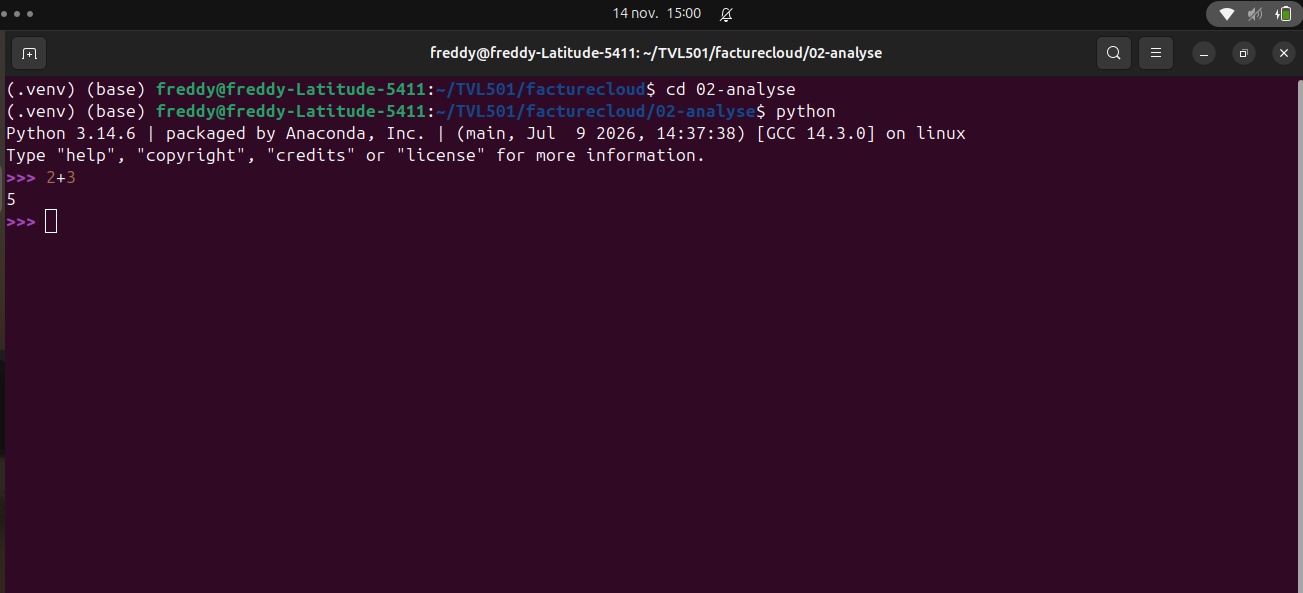 14 nov. 15:00
freddy@freddy-Latitude-5411: ~/TVL501/facturecloud/02-analyse
(.venv) (base) freddy@freddy-Latitude-5411:~/TVL501/facturecloud$ cd 02-analyse
(.venv) (base) freddy@freddy-Latitude-5411:~/TVL501/facturecloud/02-analyse$ python
Python 3.14.6 | packaged by Anaconda, Inc. | (main, Jul  9 2026, 14:37:38) [GCC 14.3.0] on linux
Type "help", "copyright", "credits" or "license" for more information.
>>> 2+3
5
>>>